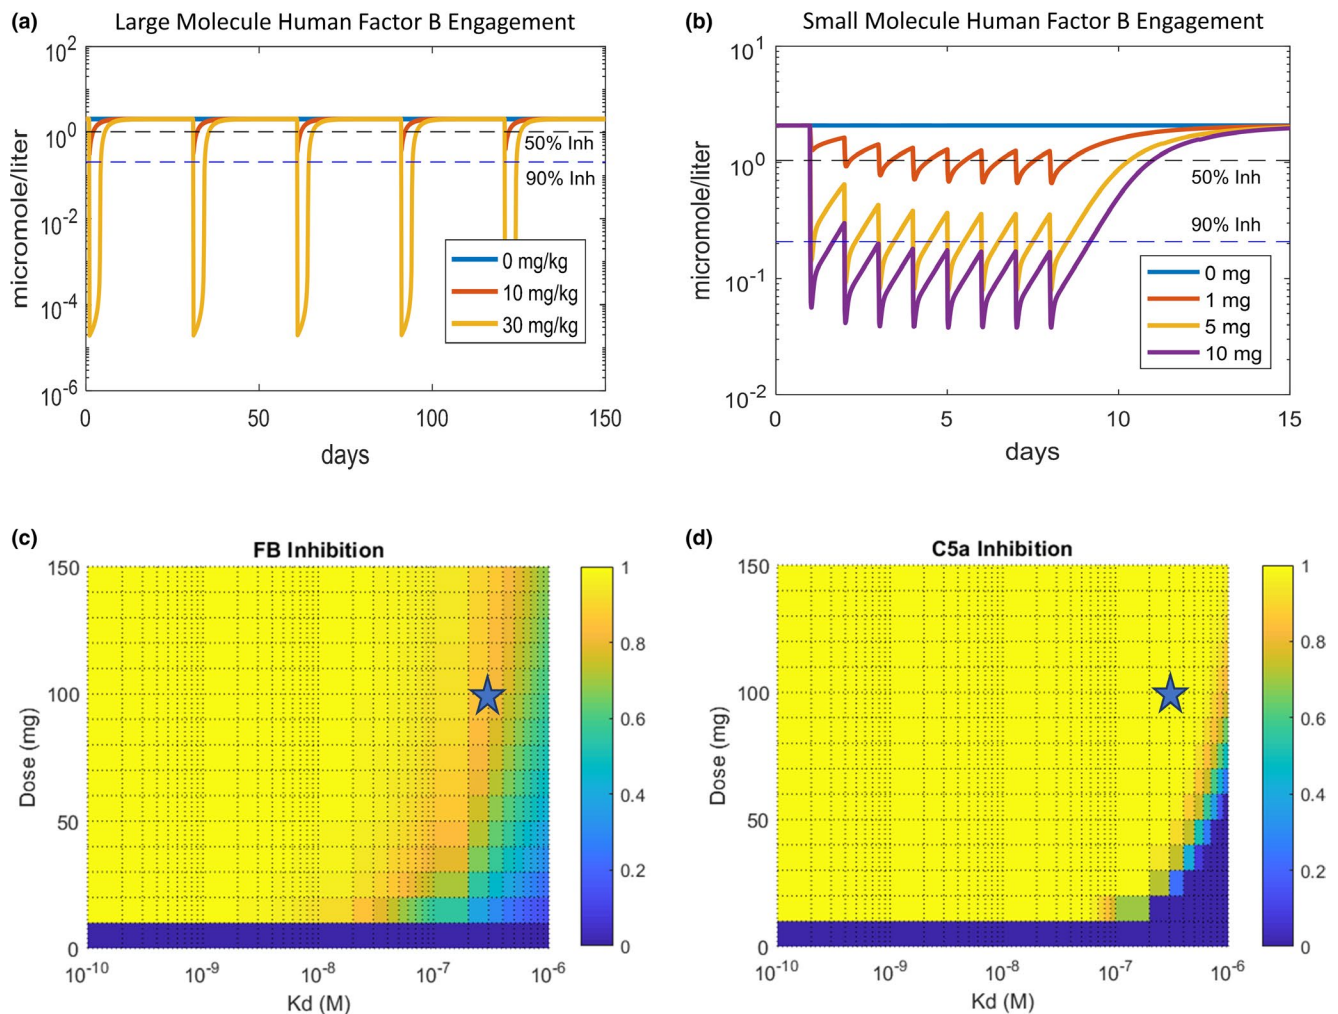 (a) Large Molecule Human Factor B Engagement
10^2
10^0
10^-2
10^-4
10^-6
micromole/liter
50% Inh
90% Inh
0 mg/kg
10 mg/kg
30 mg/kg
0 50 100 150
days
(b) Small Molecule Human Factor B Engagement
10^1
10^0
10^-1
10^-2
micromole/liter
50% Inh
90% Inh
0 mg
1 mg
5 mg
10 mg
0 5 10 15
days
(c) FB Inhibition
150
100
50
0
Dose (mg)
10^-10 10^-9 10^-8 10^-7 10^-6
Kd (M)
1
0.8
0.6
0.4
0.2
0
(d) C5a Inhibition
150
100
50
0
Dose (mg)
10^-10 10^-9 10^-8 10^-7 10^-6
Kd (M)
1
0.8
0.6
0.4
0.2
0